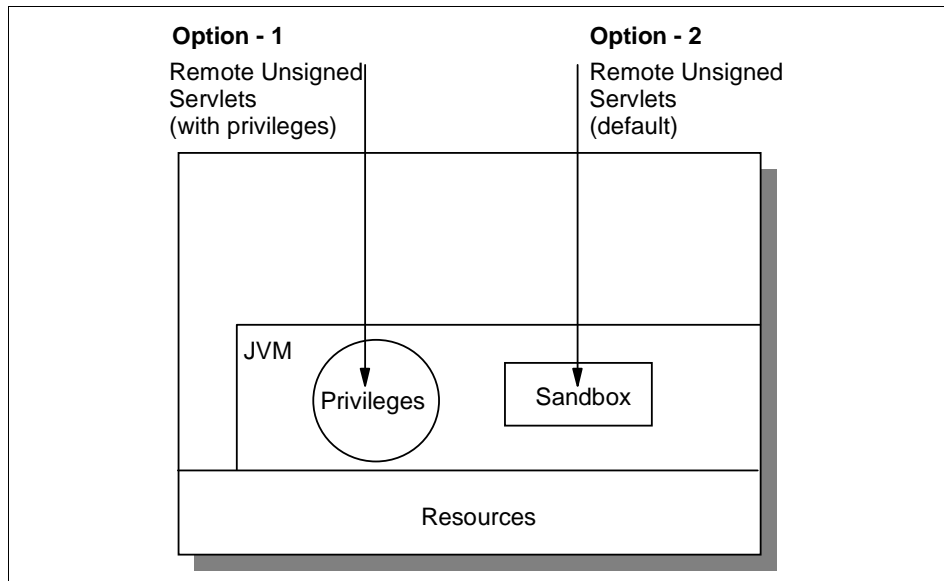 Option - 1
Remote Unsigned
Servlets
(with privileges)
Option - 2
Remote Unsigned
Servlets
(default)
JVM
Privileges
Sandbox
Resources